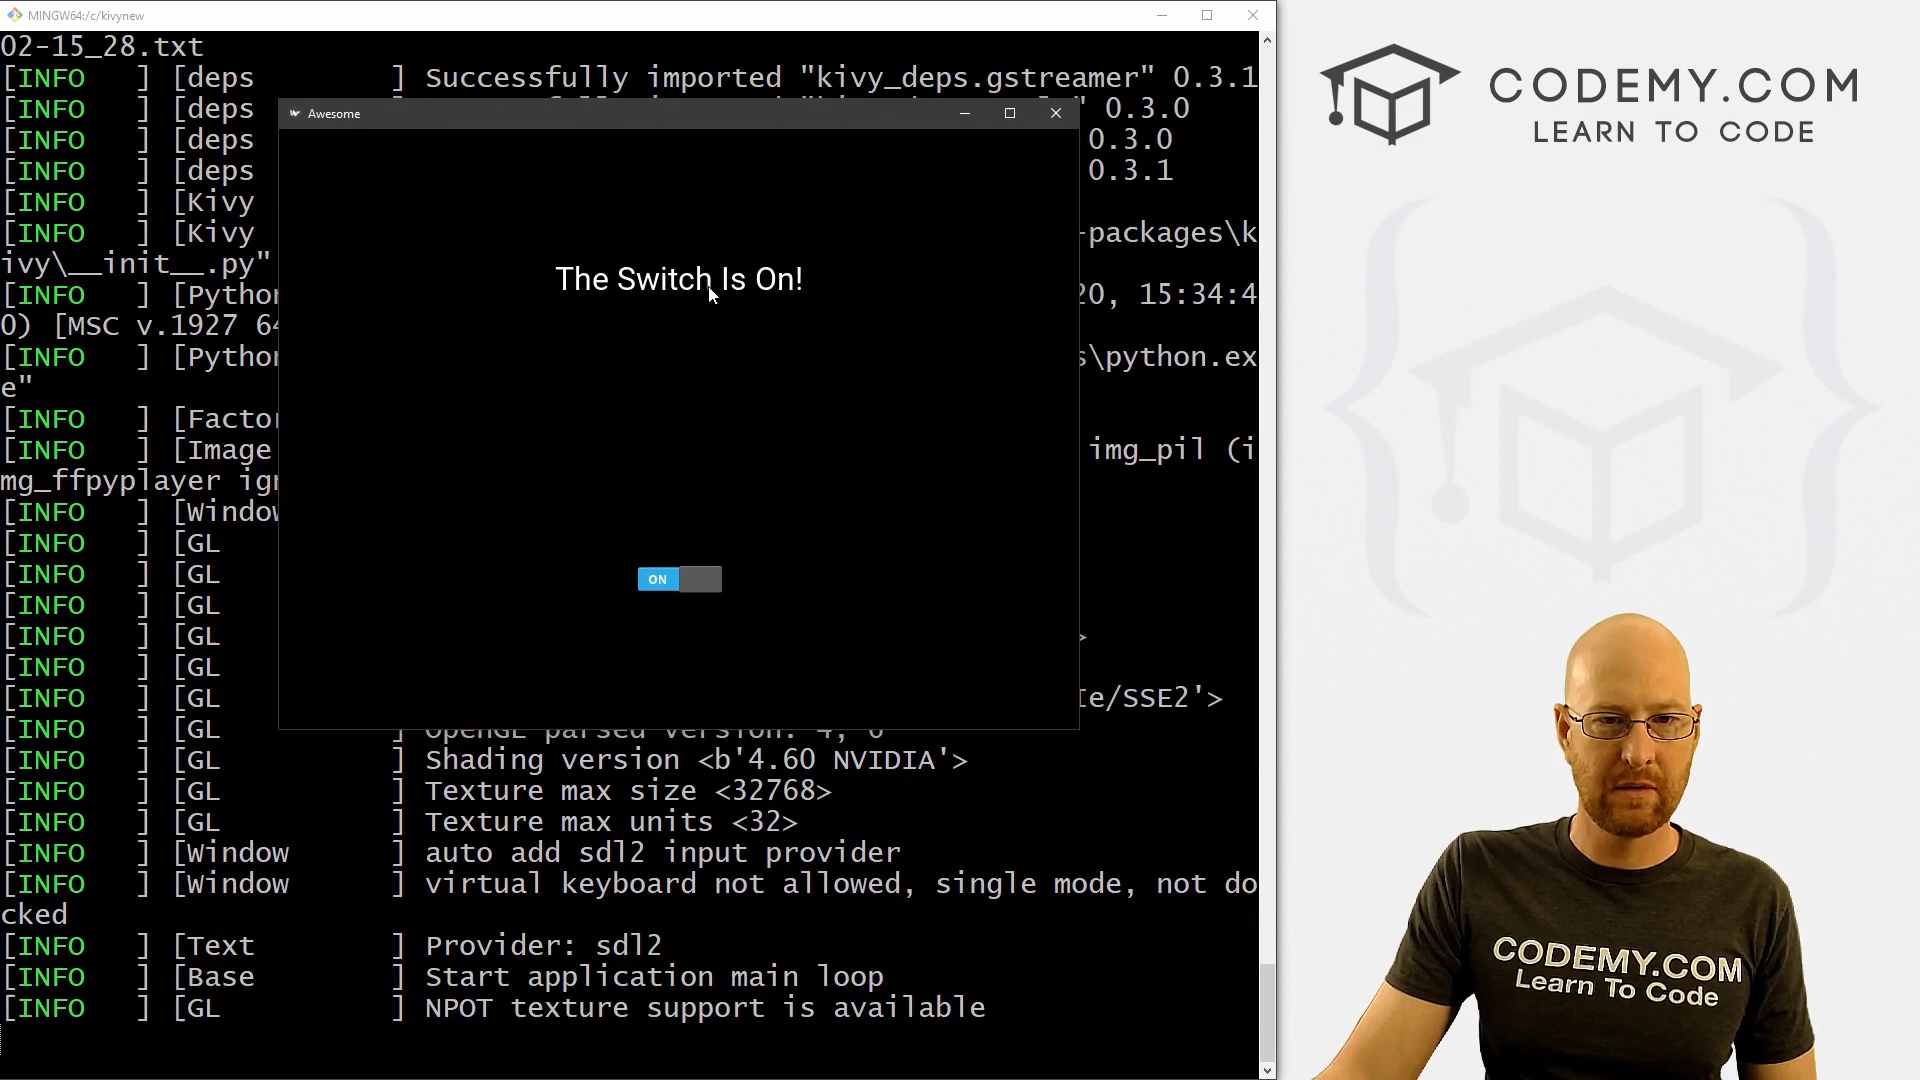 MINGW64:/c/kivynew
02-15_28.txt
[INFO   ] [deps        ] Successfully imported "kivy_deps.gstreamer" 0.3.1
[INFO   ] [deps        0.3.0
[INFO   ] [deps        0.3.0
[INFO   ] [deps        0.3.1
[INFO   ] [Kivy
[INFO   ] [Kivy        -packages\k
ivy\__init__.py"
[INFO   ] [Python        20, 15:34:4
0) [MSC v.1927 64
[INFO   ] [Python        s\python.ex
e"
[INFO   ] [Factor
[INFO   ] [Image        img_pil (i
mg_ffpyplayer ign
[INFO   ] [Window
[INFO   ] [GL
[INFO   ] [GL
[INFO   ] [GL
[INFO   ] [GL        >
[INFO   ] [GL
[INFO   ] [GL        Ie/SSE2'>
[INFO   ] [GL        ] OpenGL parsed version: 4, 6
[INFO   ] [GL        ] Shading version <b'4.60 NVIDIA'>
[INFO   ] [GL        ] Texture max size <32768>
[INFO   ] [GL        ] Texture max units <32>
[INFO   ] [Window      ] auto add sdl2 input provider
[INFO   ] [Window      ] virtual keyboard not allowed, single mode, not do
cked
[INFO   ] [Text        ] Provider: sdl2
[INFO   ] [Base        ] Start application main loop
[INFO   ] [GL          ] NPOT texture support is available
Awesome
The Switch Is On!
ON
CODEMY.COM
LEARN TO CODE
CODEMY.COM
Learn To Code